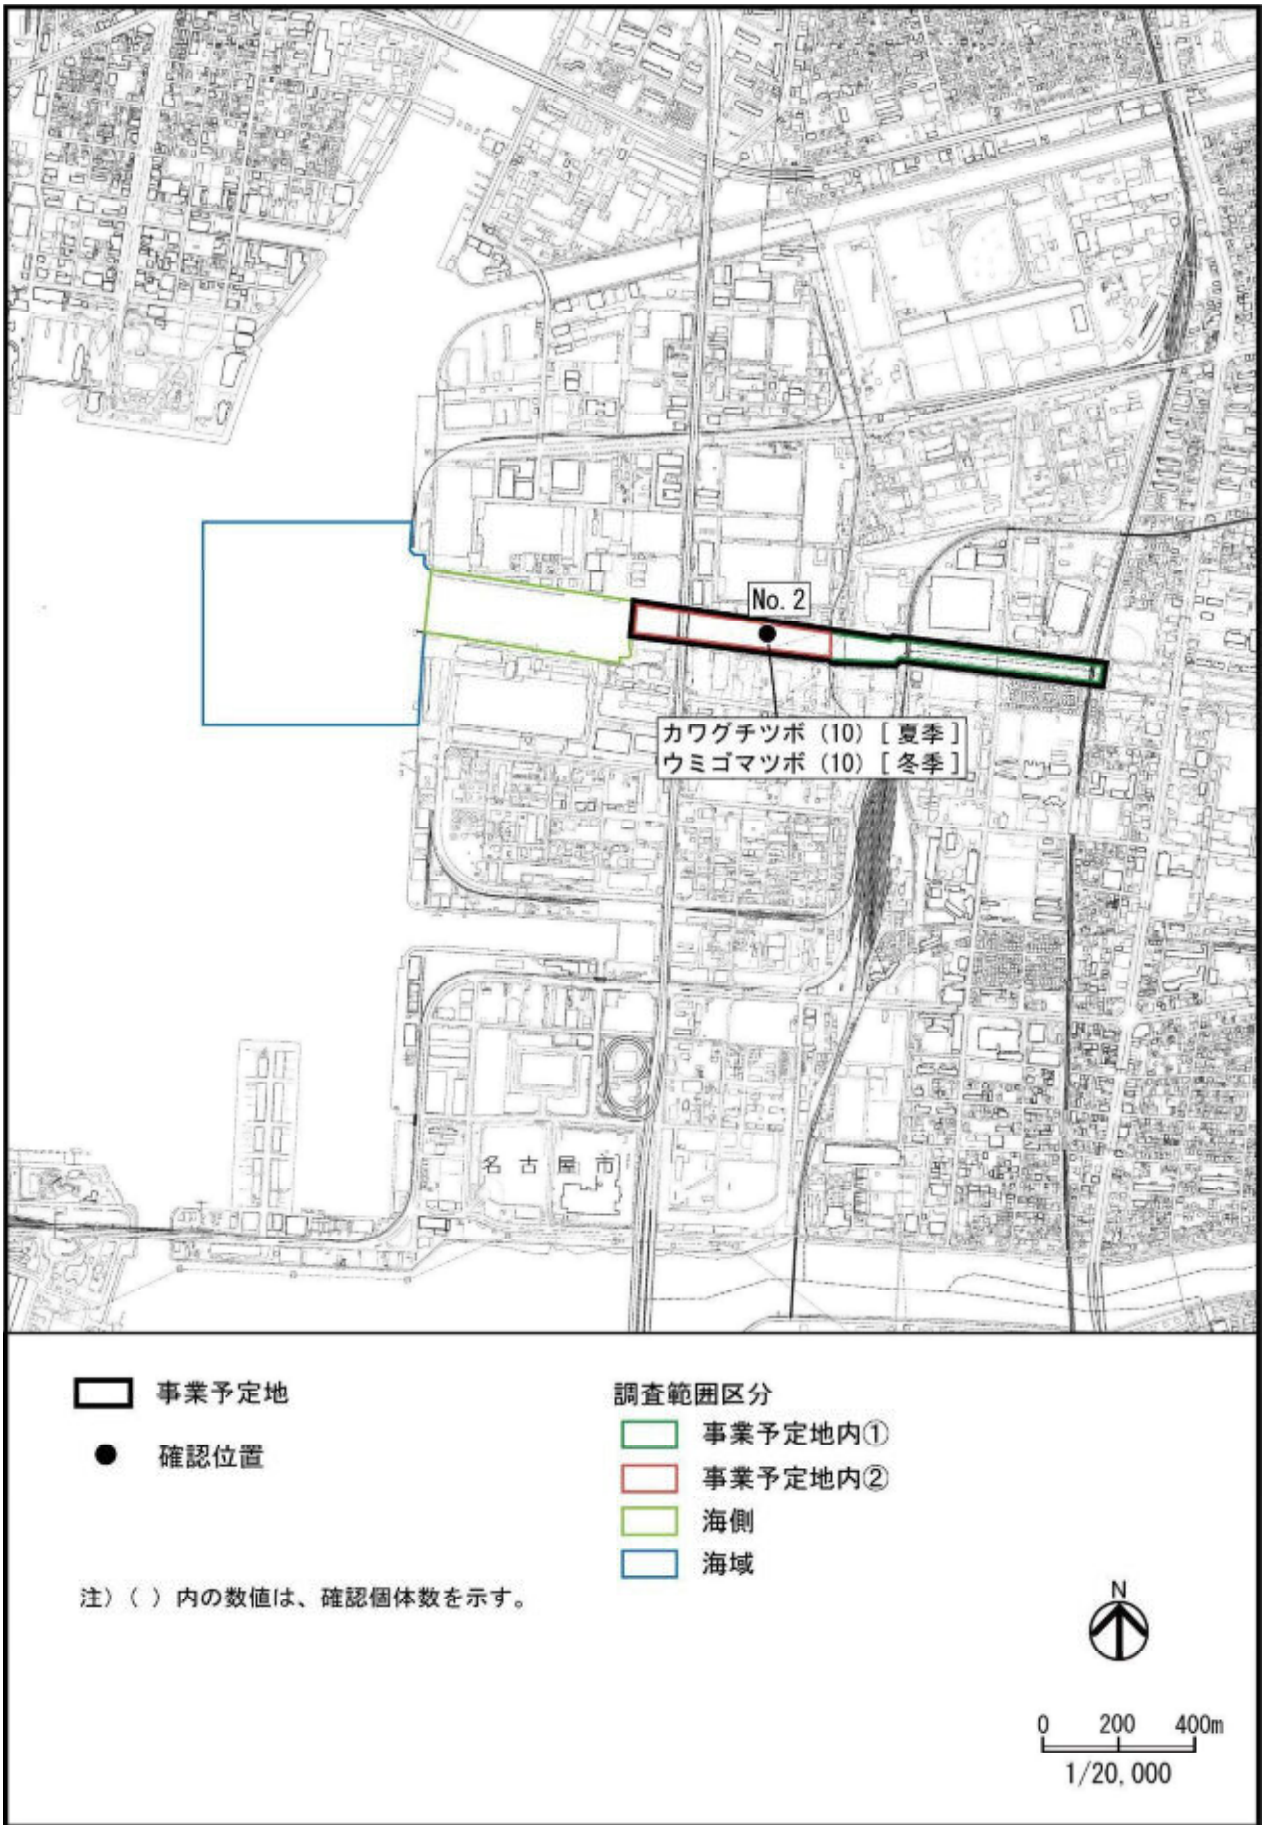 No. 2
カワグチツボ (10) [夏季]
ウミゴマツボ (10) [冬季]
名古屋市
事業予定地
確認位置
調査範囲区分
事業予定地内①
事業予定地内②
海側
海域
注)( )内の数値は、確認個体数を示す。
N
0 200 400m
1/20,000